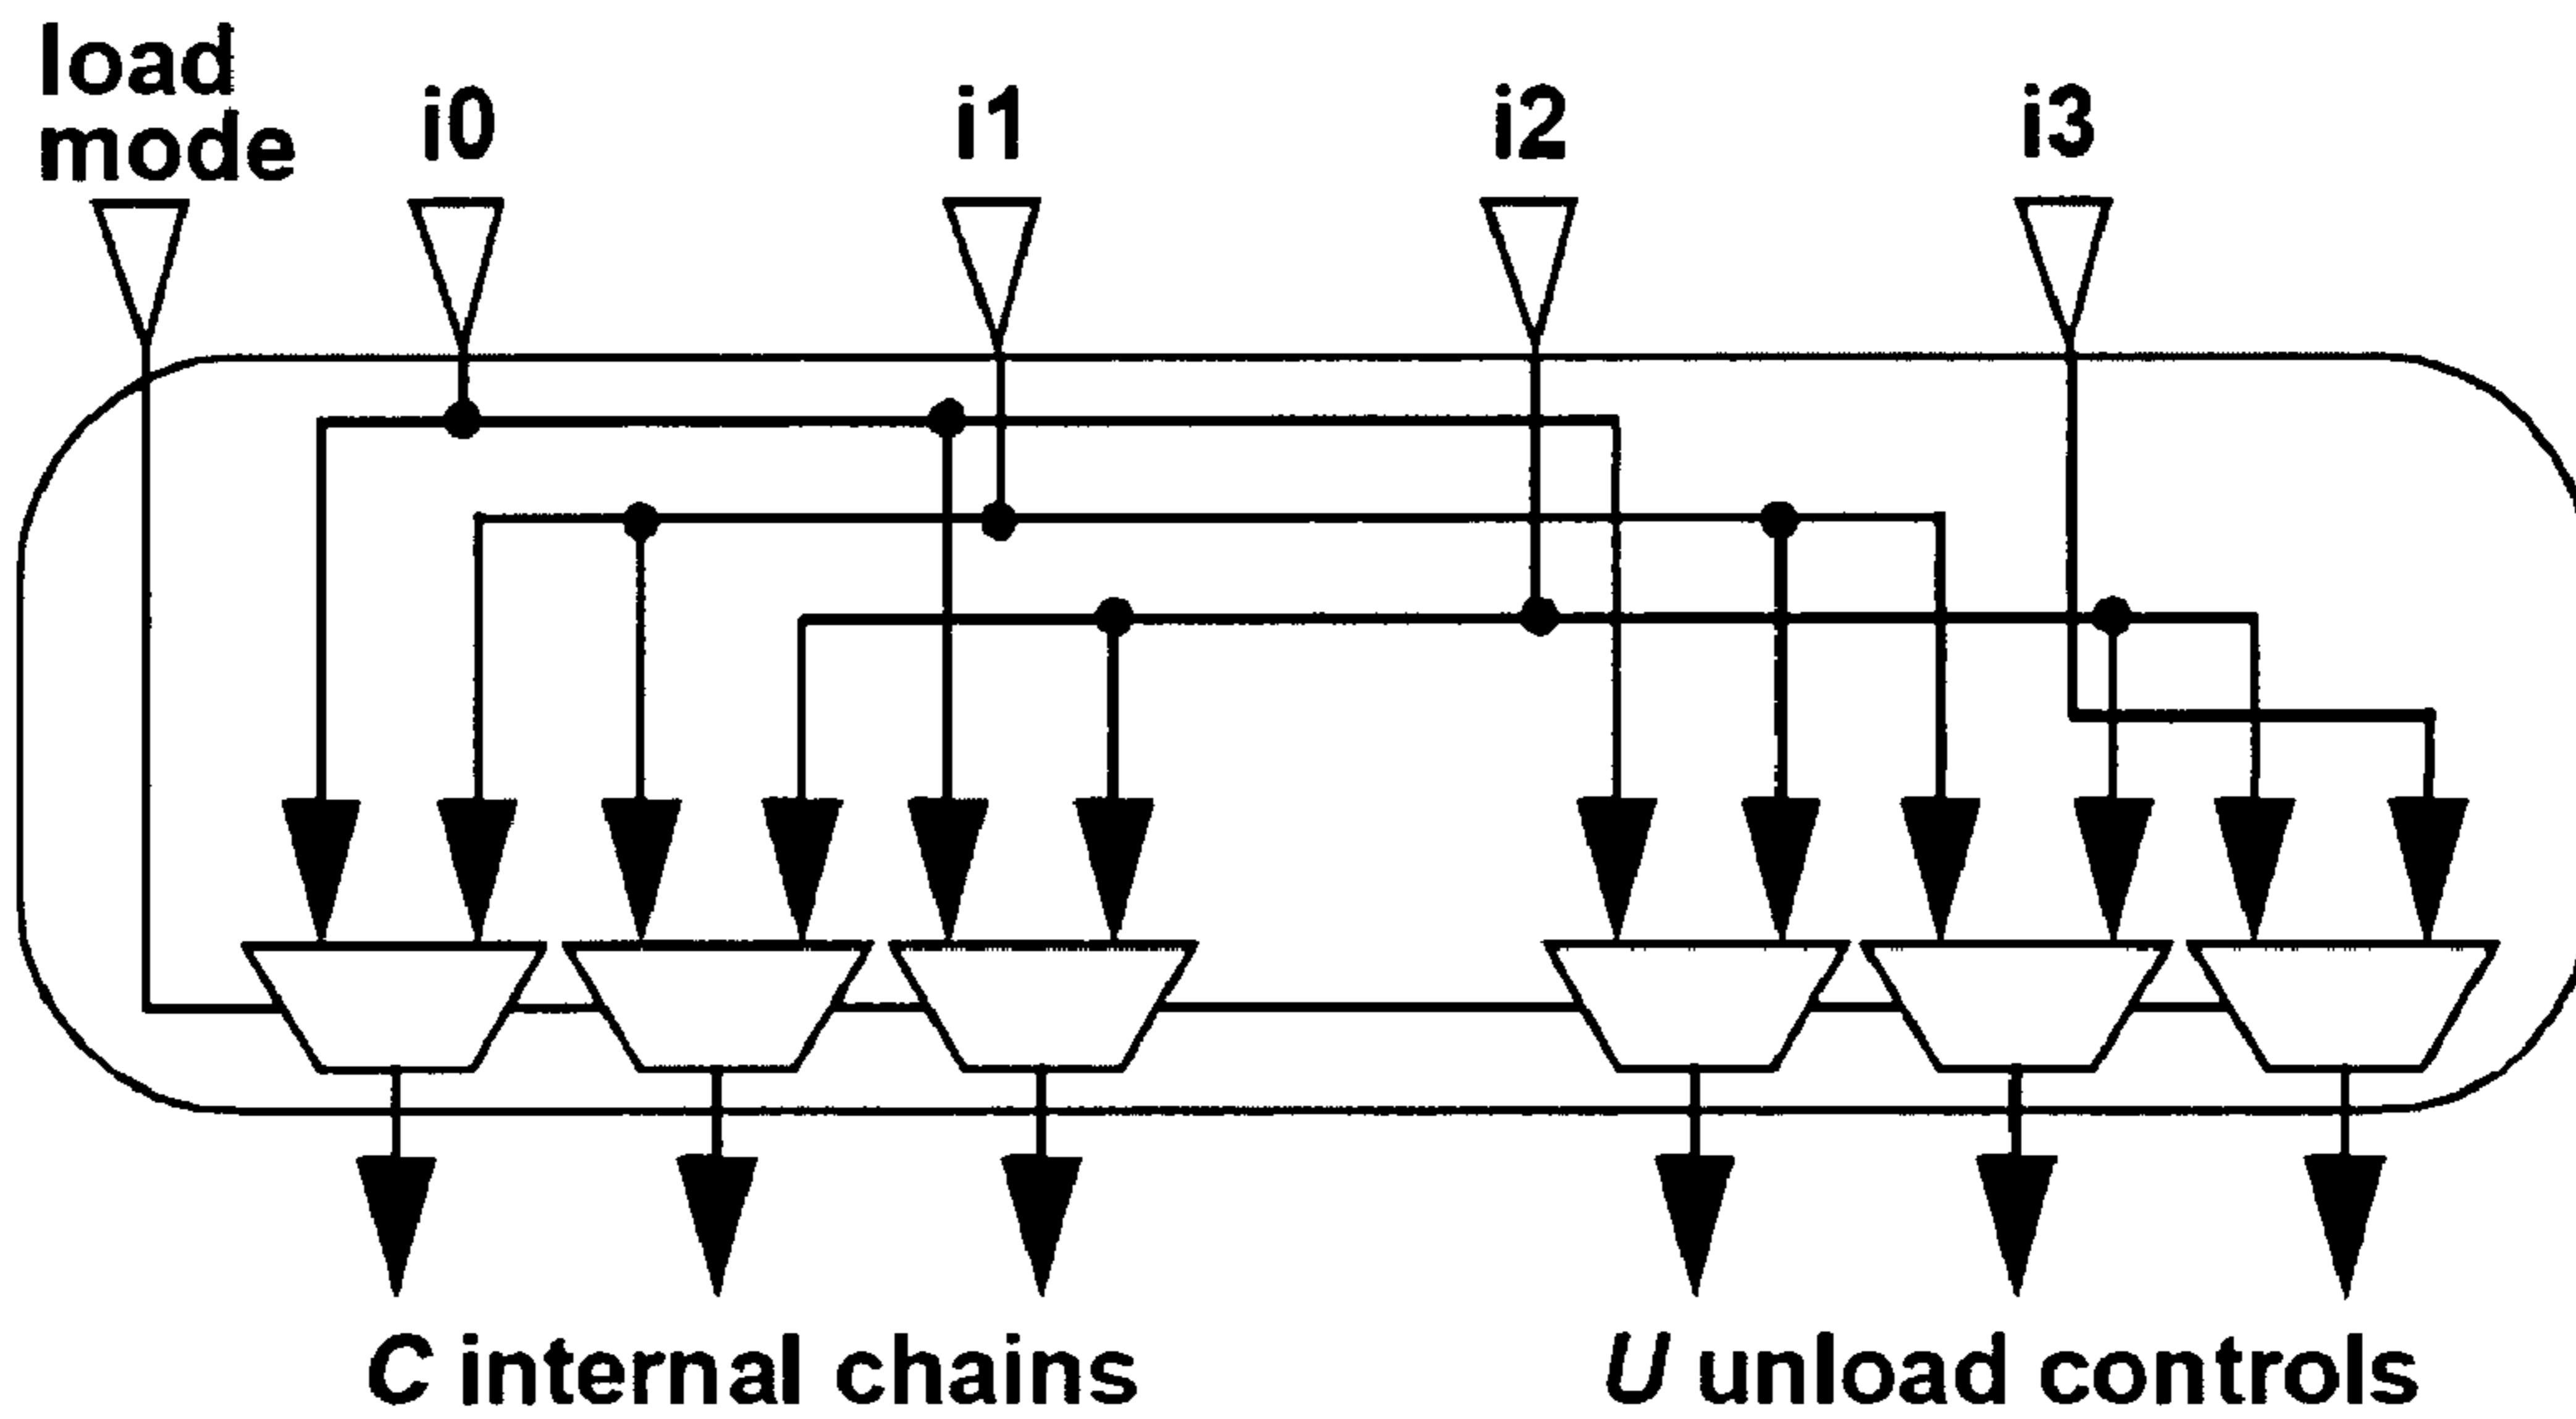 load
mode
i0
i1
i2
i3
C internal chains
U unload controls